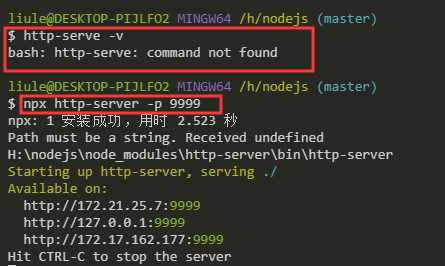 liule@DESKTOP-PIJLFO2 MINGW64 /h/nodejs (master)
$ http-serve -v
bash: http-serve: command not found
liule@DESKTOP-PIJLFO2 MINGW64 /h/nodejs (master)
$ npx http-server -p 9999
npx: 1 安装成功，用时 2.523 秒
Path must be a string. Received undefined
H:\nodejs\node_modules\http-server\bin\http-server
Starting up http-server, serving ./
Available on:
http://172.21.25.7:9999
http://127.0.0.1:9999
http://172.17.162.177:9999
Hit CTRL-C to stop the server